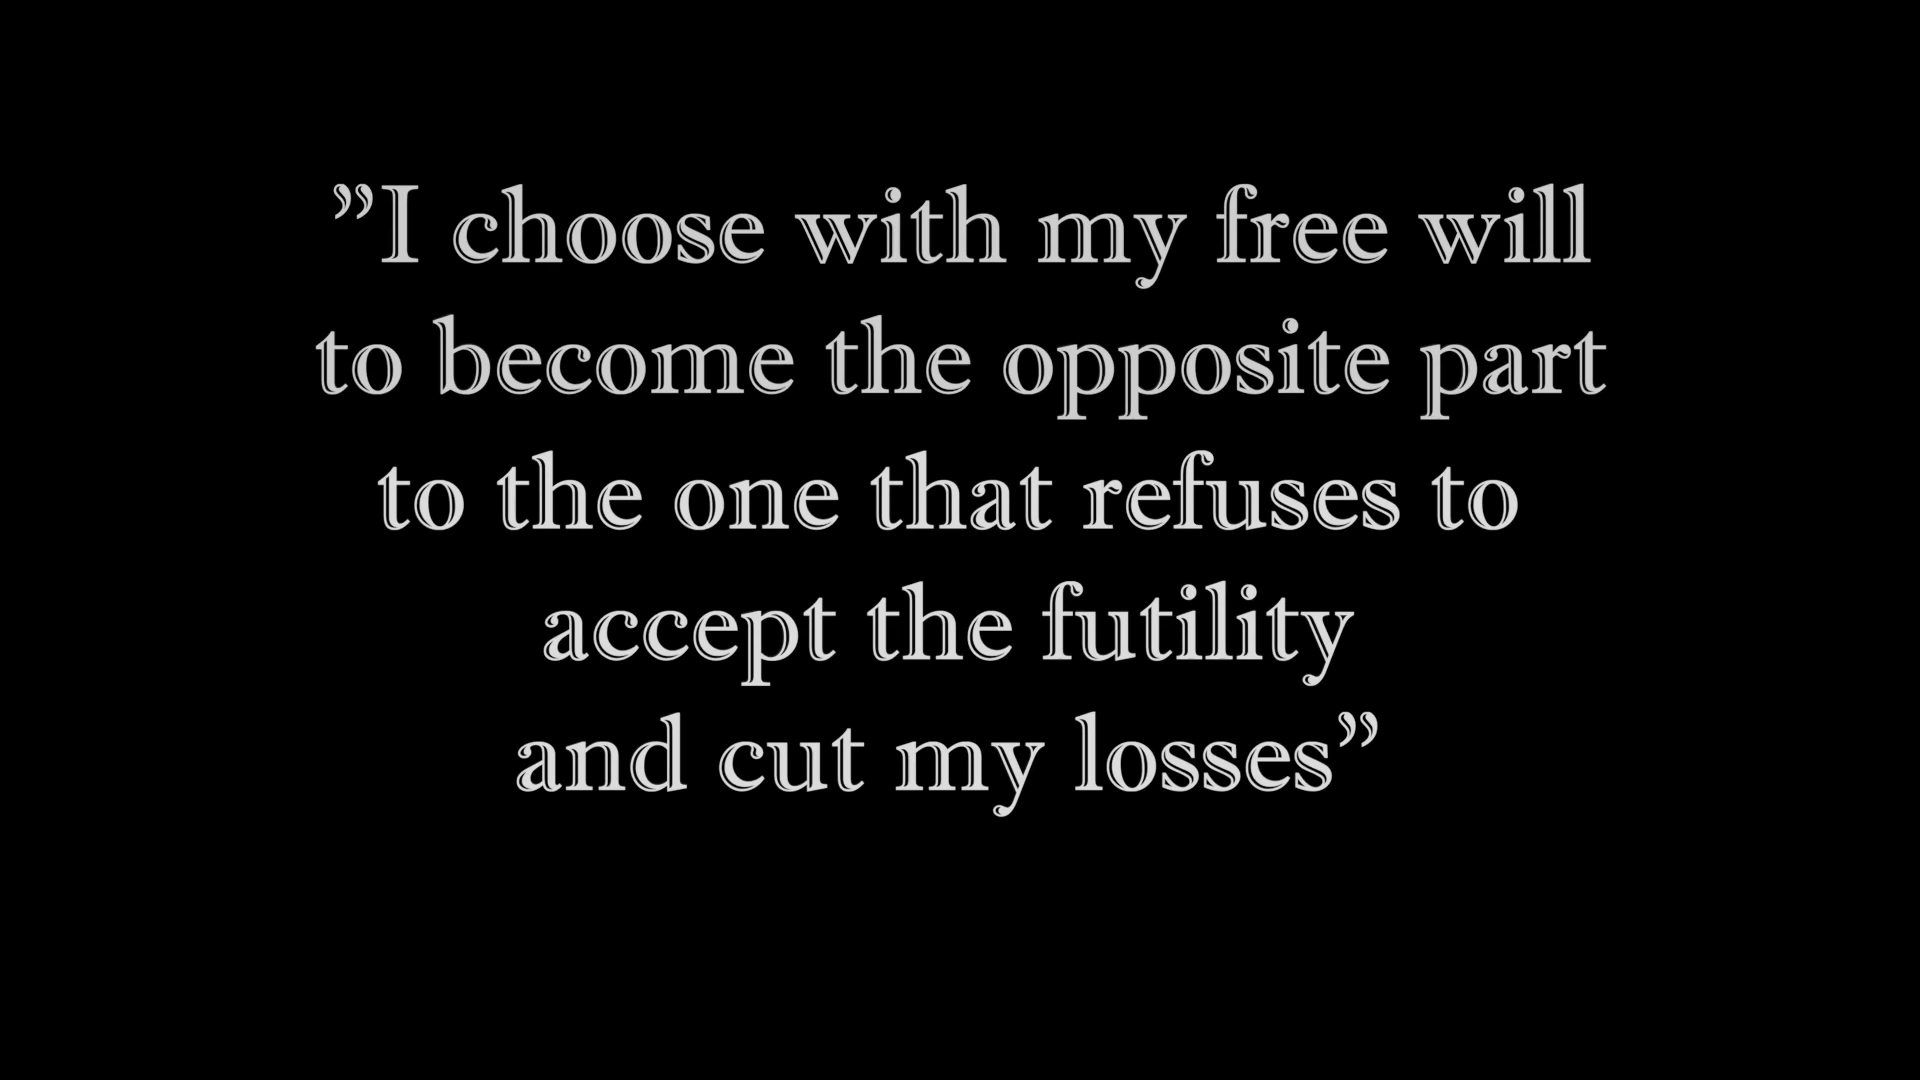 ”I choose with my free will
to become the opposite part
to the one that refuses to
accept the futility
and cut my losses”